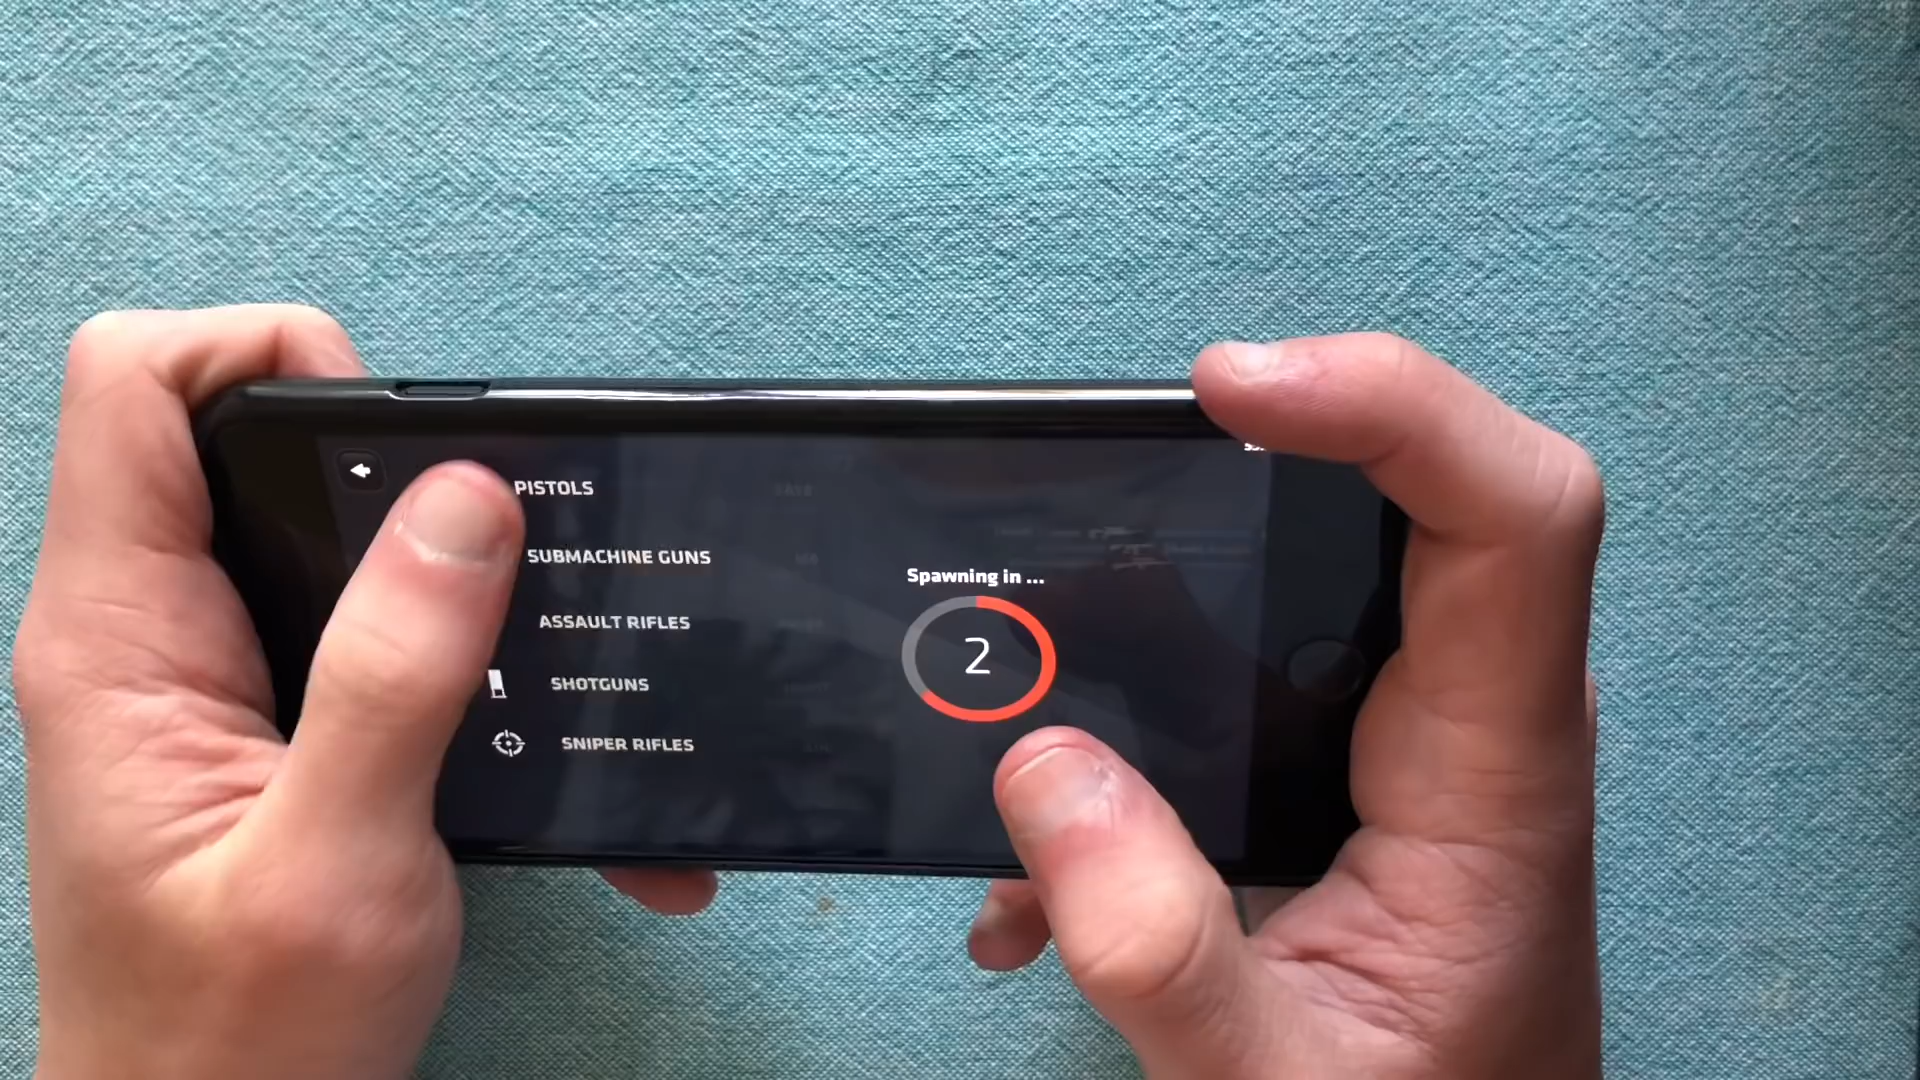 PISTOLS
SUBMACHINE GUNS
ASSAULT RIFLES
SHOTGUNS
SNIPER RIFLES
Spawning in ...
2